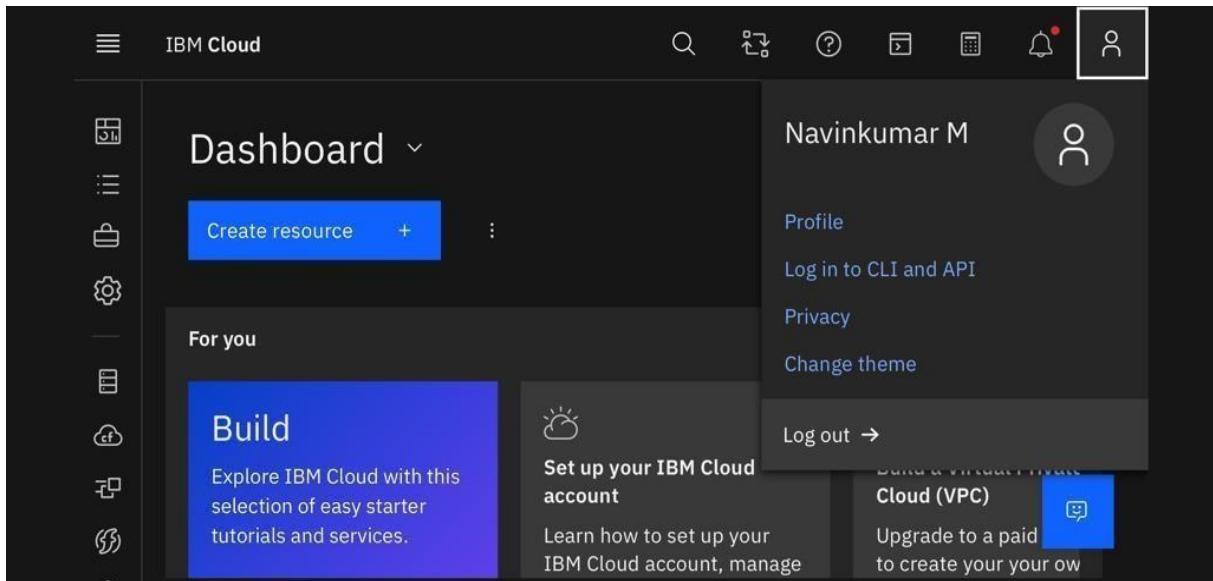 IBM Cloud
Dashboard
Create resource +
For you
Build
Explore IBM Cloud with this
selection of easy starter
tutorials and services.
Set up your IBM Cloud
account
Learn how to set up your
IBM Cloud account, manage
Build a Virtual Private
Cloud (VPC)
Upgrade to a paid
to create your your ow
Navinkumar M
Profile
Log in to CLI and API
Privacy
Change theme
Log out →